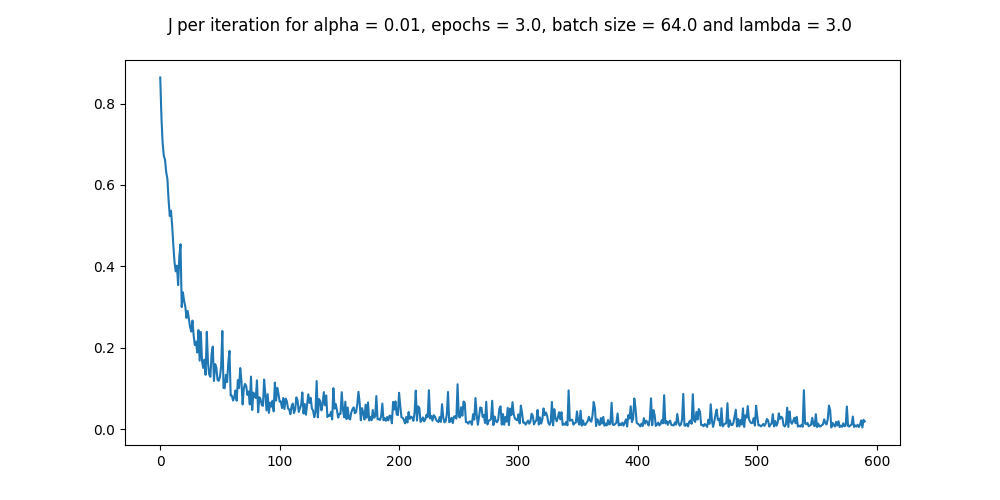 J per iteration for alpha = 0.01, epochs = 3.0, batch size = 64.0 and lambda = 3.0
0.8
0.6
0.4
0.2
0.0
0 100 200 300 400 500 600